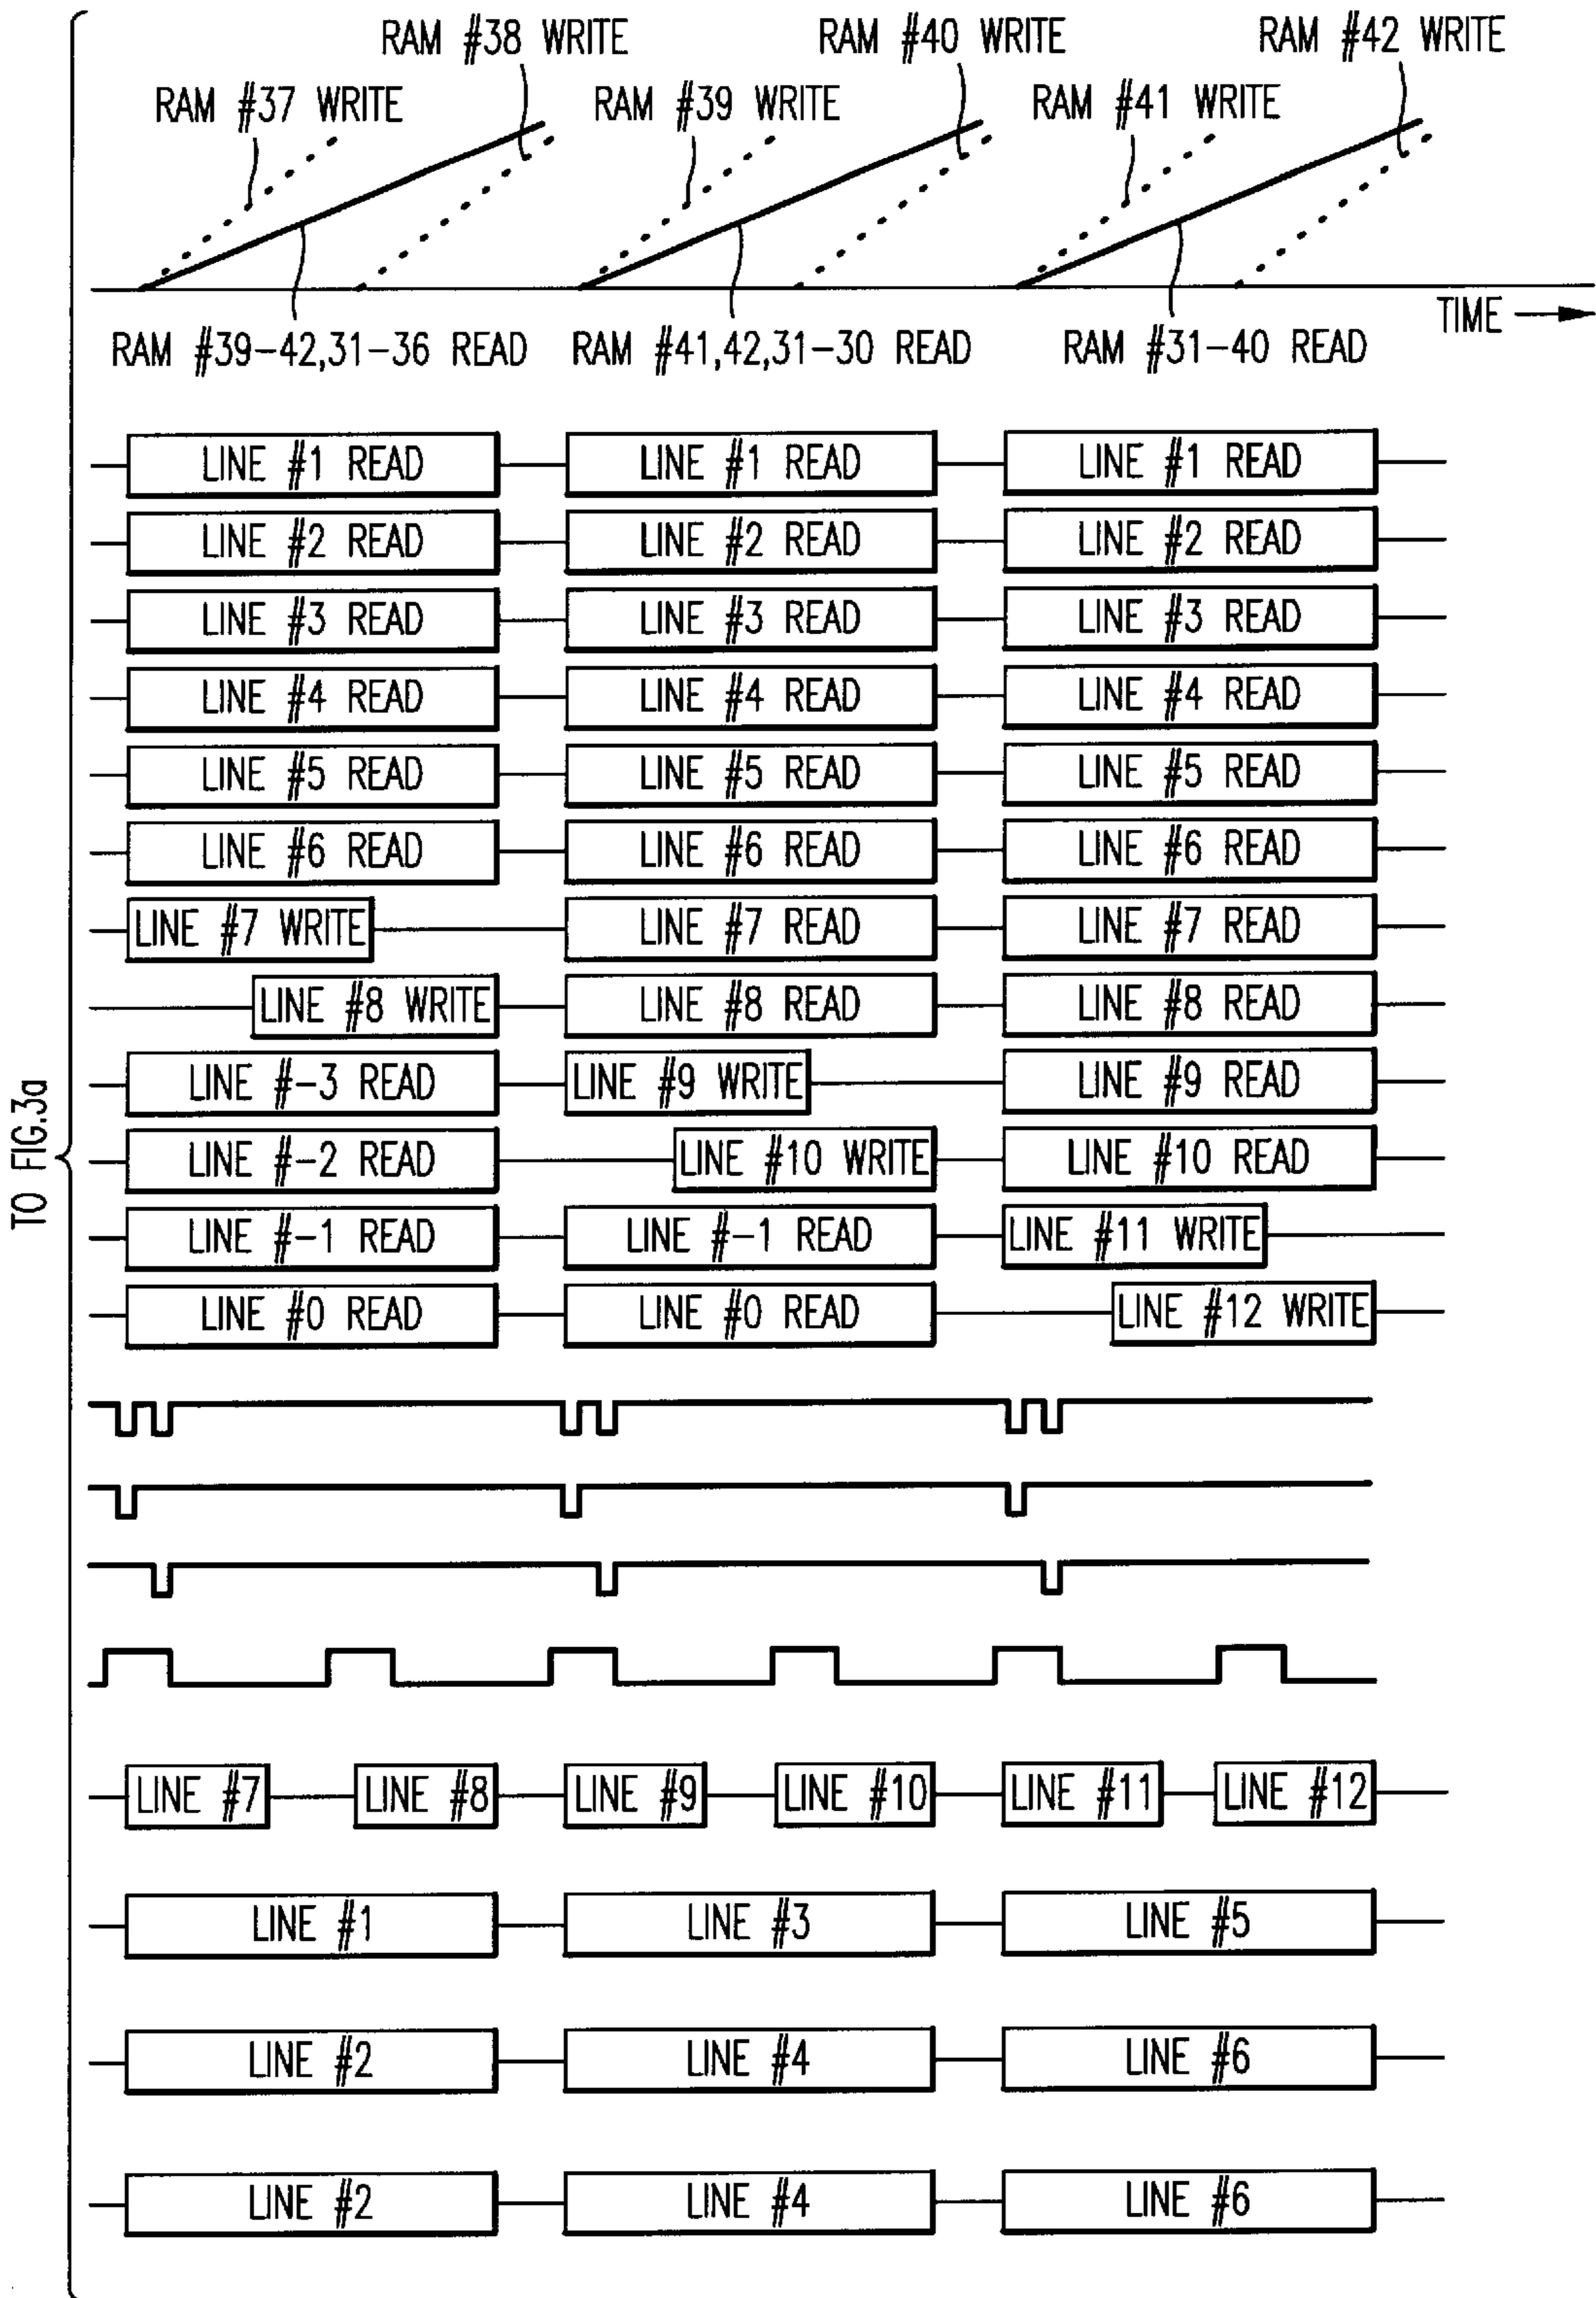 RAM #38 WRITE RAM #40 WRITE RAM #42 WRITE
RAM #37 WRITE RAM #39 WRITE RAM #41 WRITE
TIME
RAM #39-42,31-36 READ RAM #41,42,31-30 READ RAM #31-40 READ
LINE #1 READ LINE #1 READ LINE #1 READ
LINE #2 READ LINE #2 READ LINE #2 READ
LINE #3 READ LINE #3 READ LINE #3 READ
LINE #4 READ LINE #4 READ LINE #4 READ
LINE #5 READ LINE #5 READ LINE #5 READ
LINE #6 READ LINE #6 READ LINE #6 READ
LINE #7 WRITE LINE #7 READ LINE #7 READ
LINE #8 WRITE LINE #8 READ LINE #8 READ
LINE #-3 READ LINE #9 WRITE LINE #9 READ
LINE #-2 READ LINE #10 WRITE LINE #10 READ
LINE #-1 READ LINE #-1 READ LINE #11 WRITE
LINE #0 READ LINE #0 READ LINE #12 WRITE
TO FIG.3a
LINE #7 LINE #8 LINE #9 LINE #10 LINE #11 LINE #12
LINE #1 LINE #3 LINE #5
LINE #2 LINE #4 LINE #6
LINE #2 LINE #4 LINE #6